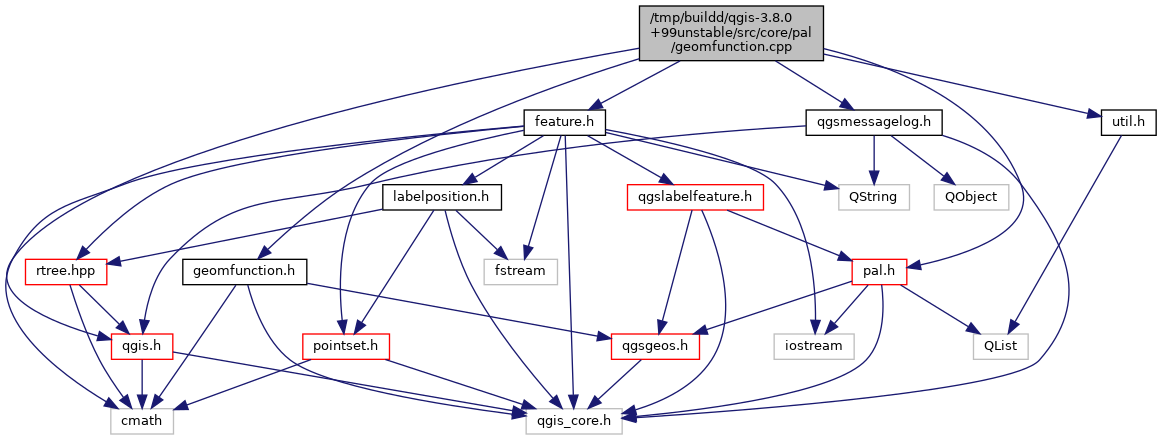 /tmp/buildd/qgis-3.8.0
+99unstable/src/core/pal
/geomfunction.cpp
feature.h
qgsmessagelog.h
util.h
labelposition.h
qgslabelfeature.h
QString
QObject
rtree.hpp
geomfunction.h
fstream
pal.h
qgis.h
pointset.h
qgsgeos.h
iostream
QList
cmath
qgis_core.h